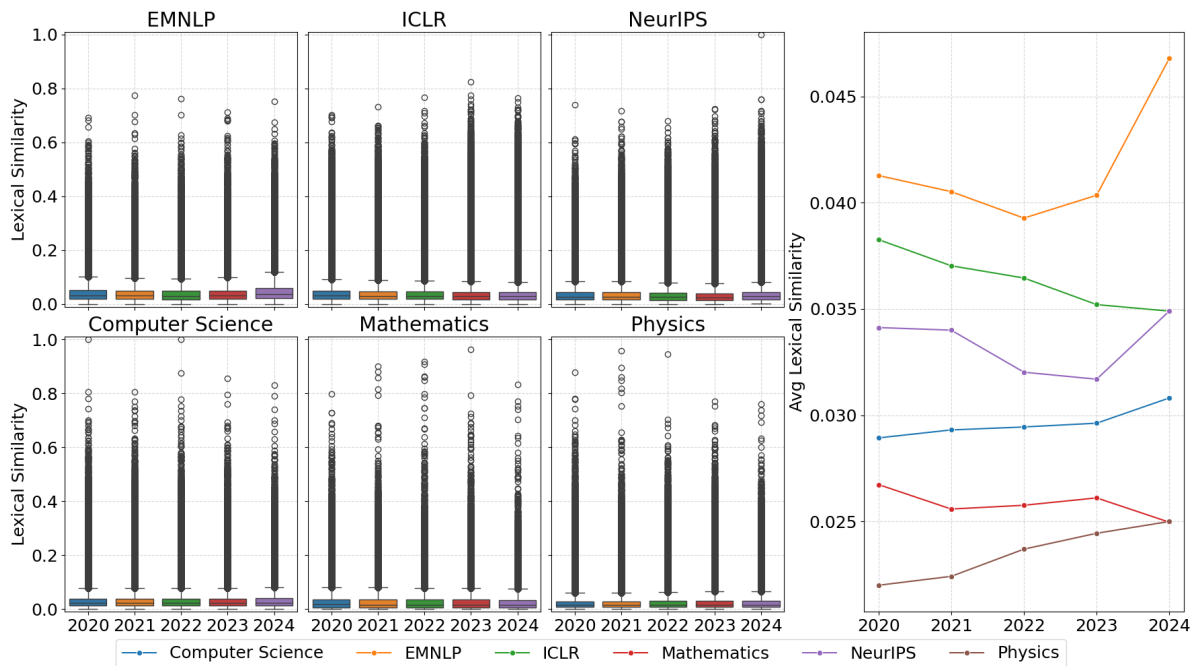 EMNLP ICLR NeurIPS
1.0
0.8
0.6
0.4
0.2
0.0
Lexical Similarity
Computer Science Mathematics Physics
1.0
0.8
0.6
0.4
0.2
0.0
Lexical Similarity
2020 2021 2022 2023 2024 2020 2021 2022 2023 2024 2020 2021 2022 2023 2024
Avg Lexical Similarity
0.045
0.040
0.035
0.030
0.025
2020 2021 2022 2023 2024
Computer Science EMNLP ICLR Mathematics NeurIPS Physics